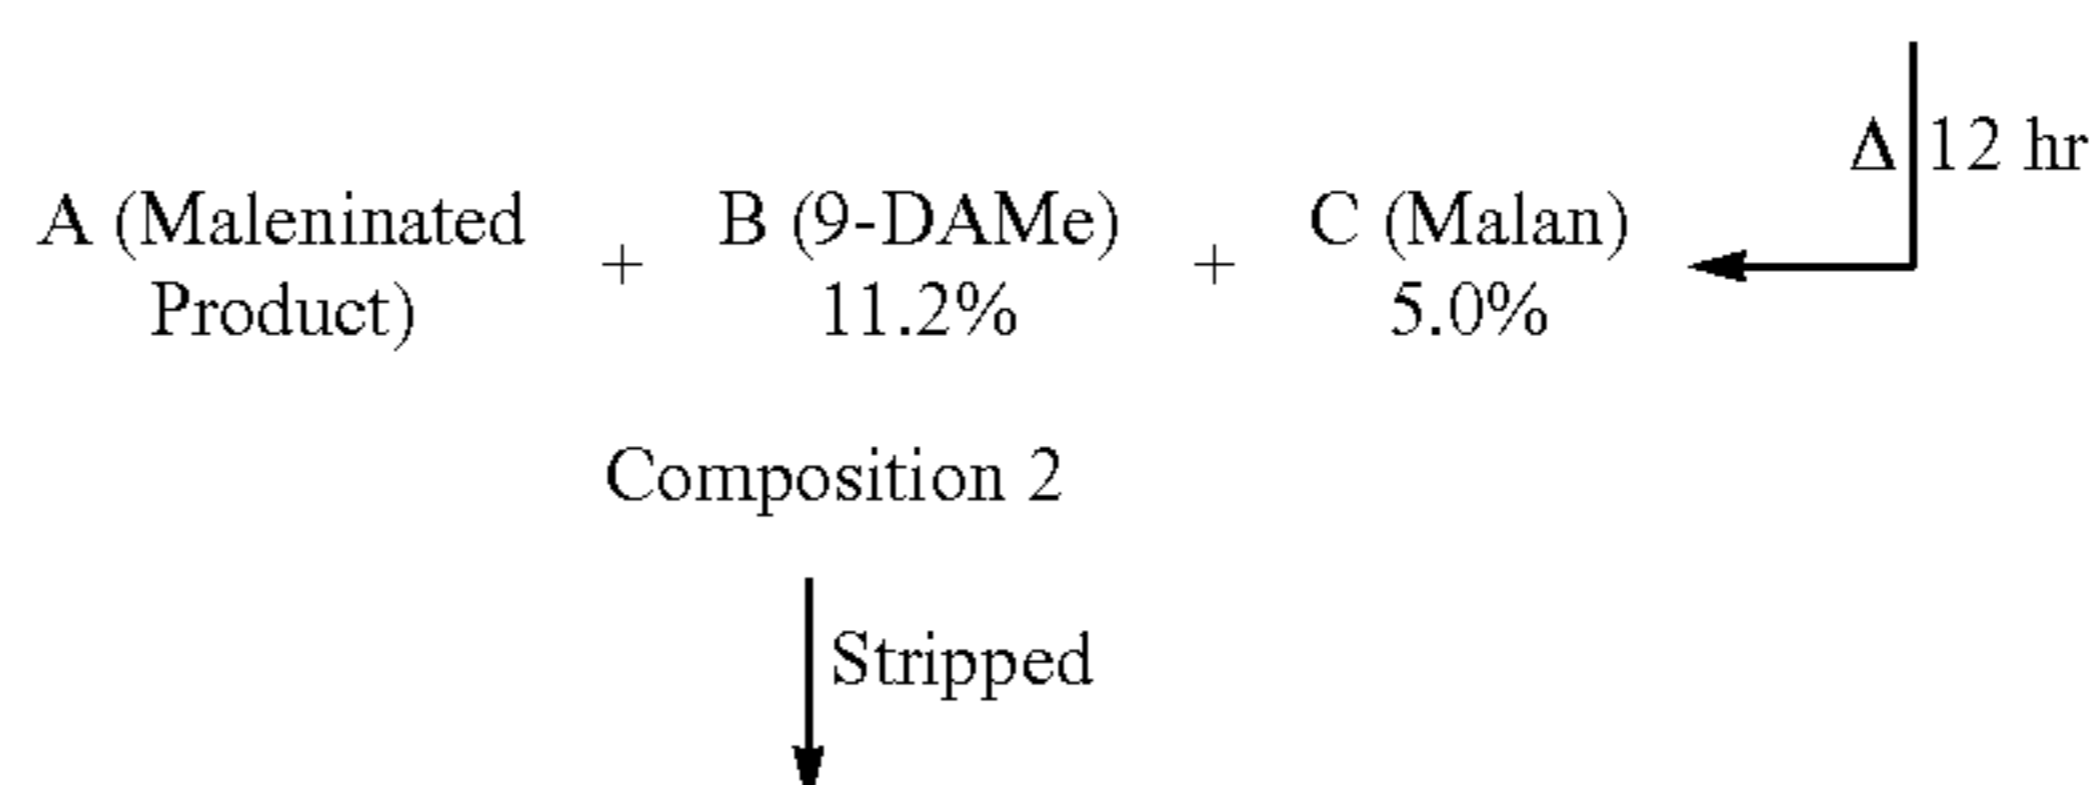 Δ 12 hr
A (Maleninated + B (9-DAMe) + C (Malan)
Product) 11.2% 5.0%
Composition 2
Stripped